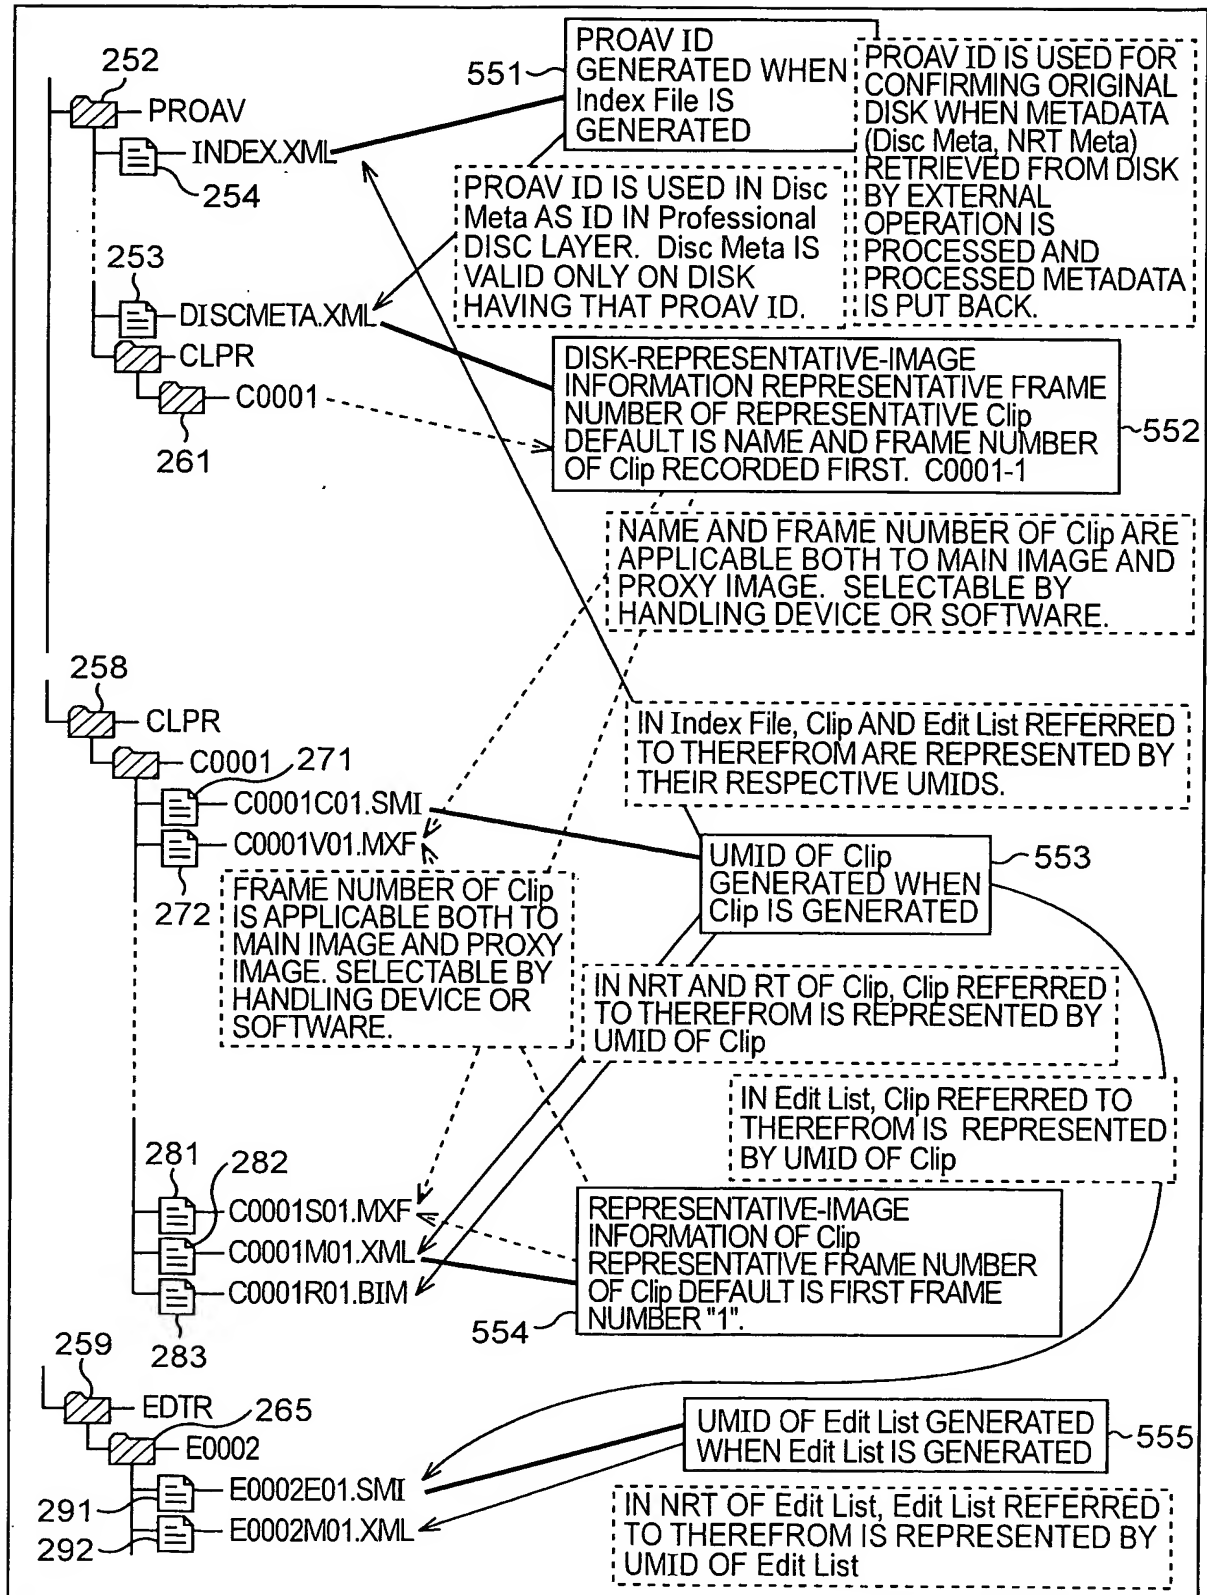 252
PROAV
INDEX.XML
254
253
DISCMETA.XML
CLPR
C0001
261
551
PROAV ID
GENERATED WHEN
Index File IS
GENERATED
PROAV ID IS USED FOR
CONFIRMING ORIGINAL
DISK WHEN METADATA
(Disc Meta, NRT Meta)
RETRIEVED FROM DISK
BY EXTERNAL
OPERATION IS
PROCESSED AND
PROCESSED METADATA
IS PUT BACK.
PROAV ID IS USED IN Disc
Meta AS ID IN Professional
DISC LAYER. Disc Meta IS
VALID ONLY ON DISK
HAVING THAT PROAV ID.
DISK-REPRESENTATIVE-IMAGE
INFORMATION REPRESENTATIVE FRAME
NUMBER OF REPRESENTATIVE Clip
DEFAULT IS NAME AND FRAME NUMBER
OF Clip RECORDED FIRST. C0001-1
552
NAME AND FRAME NUMBER OF Clip ARE
APPLICABLE BOTH TO MAIN IMAGE AND
PROXY IMAGE. SELECTABLE BY
HANDLING DEVICE OR SOFTWARE.
258
CLPR
C0001
271
C0001C01.SMI
C0001V01.MXF
272
IN Index File, Clip AND Edit List REFERRED
TO THEREFROM ARE REPRESENTED BY
THEIR RESPECTIVE UMIDS.
UMID OF Clip
GENERATED WHEN
Clip IS GENERATED
553
FRAME NUMBER OF Clip
IS APPLICABLE BOTH TO
MAIN IMAGE AND PROXY
IMAGE. SELECTABLE BY
HANDLING DEVICE OR
SOFTWARE.
IN NRT AND RT OF Clip, Clip REFERRED
TO THEREFROM IS REPRESENTED BY
UMID OF Clip
IN Edit List, Clip REFERRED TO
THEREFROM IS REPRESENTED
BY UMID OF Clip
281
282
C0001S01.MXF
C0001M01.XML
C0001R01.BIM
283
REPRESENTATIVE-IMAGE
INFORMATION OF Clip
REPRESENTATIVE FRAME NUMBER
OF Clip DEFAULT IS FIRST FRAME
NUMBER "1".
554
259
EDTR
265
E0002
E0002E01.SMI
291
E0002M01.XML
292
UMID OF Edit List GENERATED
WHEN Edit List IS GENERATED
555
IN NRT OF Edit List, Edit List REFERRED
TO THEREFROM IS REPRESENTED BY
UMID OF Edit List